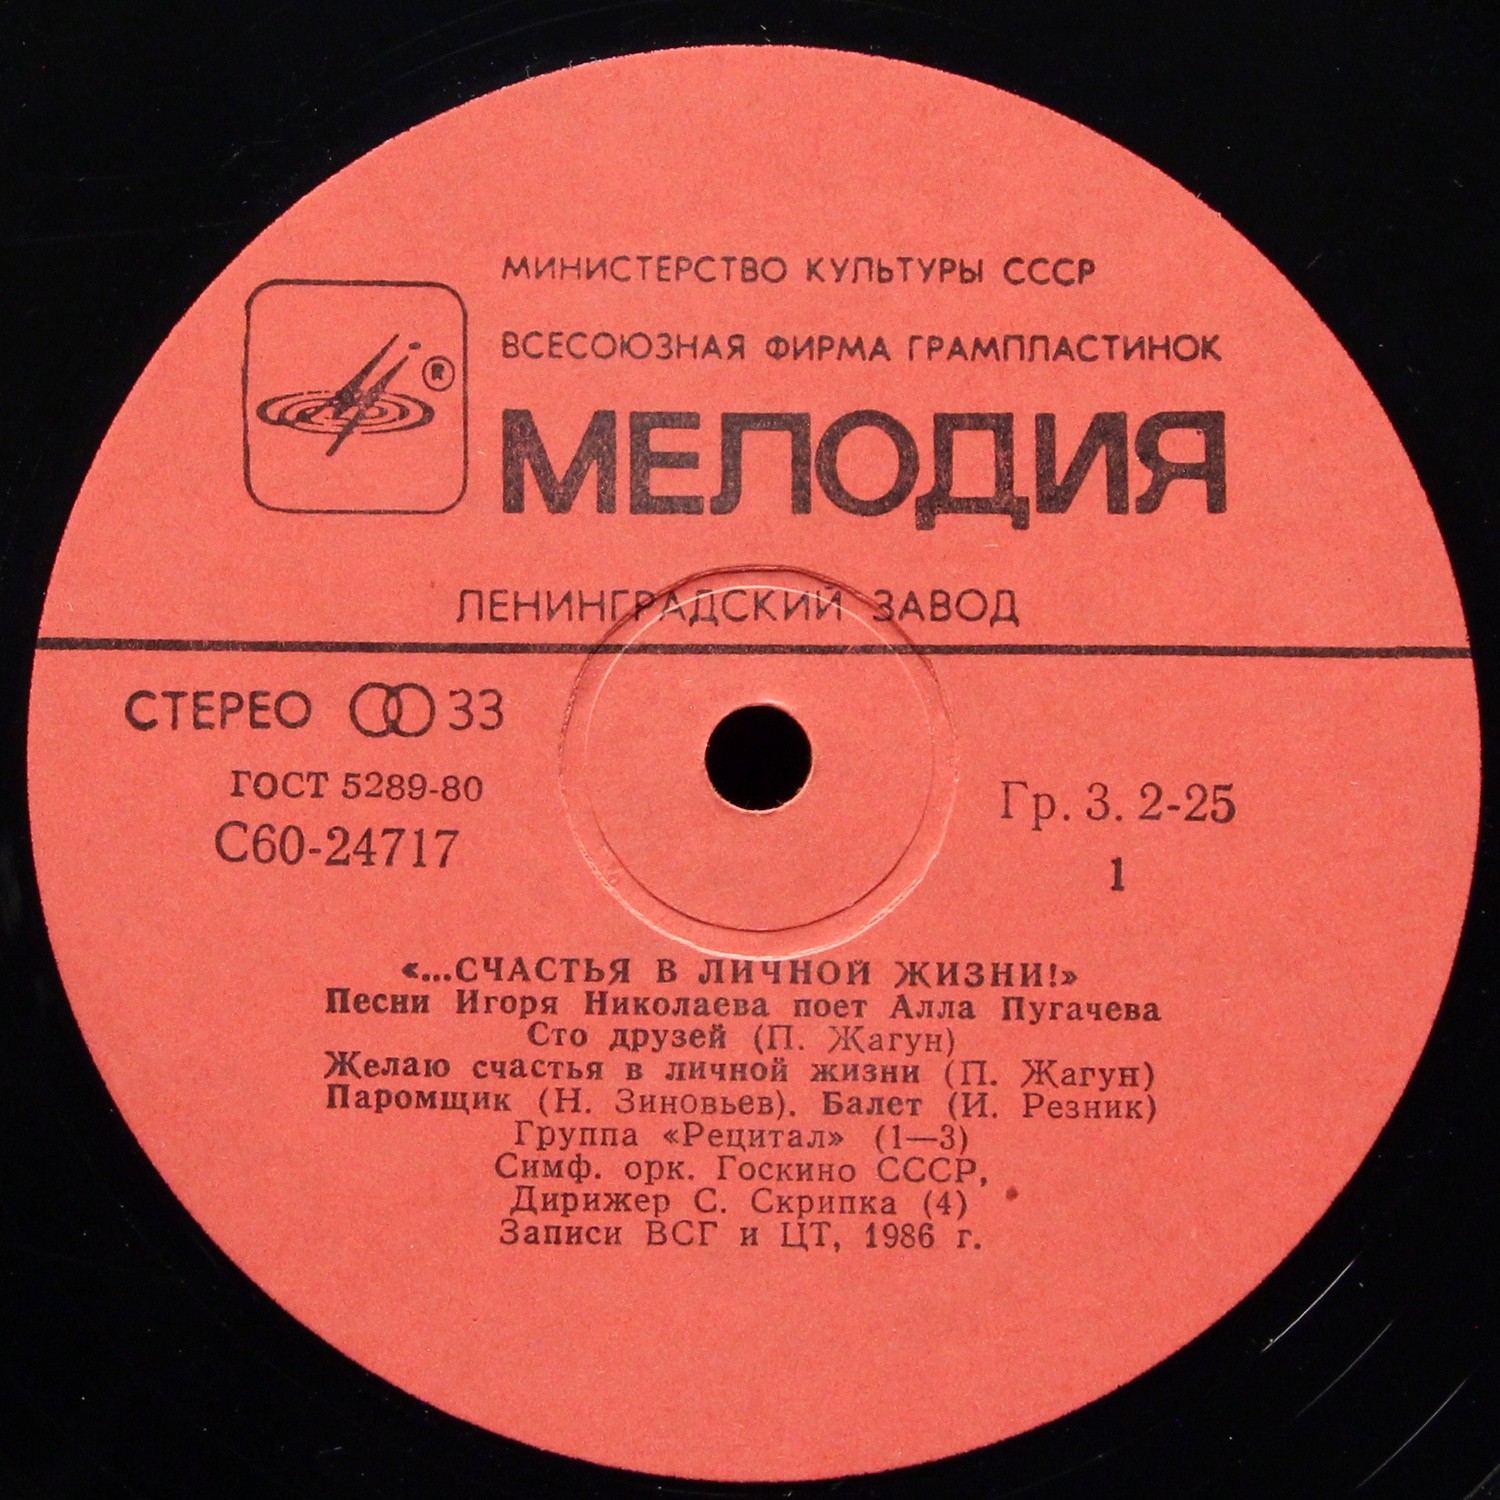 МИНИСТЕРСТВО КУЛЬТУРЫ СССР
ВСЕСОЮЗНАЯ ФИРМА ГРАМПЛАСТИНОК
®
МЕЛОДИЯ
ЛЕНИНГРАДСКИЙ ЗАВОД
СТЕРЕО 33
ГОСТ 5289-80
С60-24717
Гр. 3. 2-25
1
«...СЧАСТЬЯ В ЛИЧНОЙ ЖИЗНИ!»
Песни Игоря Николаева поет Алла Пугачева
Сто друзей (П. Жагун)
Желаю счастья в личной жизни (П. Жагун)
Паромщик (Н. Зиновьев). Балет (И. Резник)
Группа «Рецитал» (1—3)
Симф. орк. Госкино СССР,
Дирижер С. Скрипка (4)
Записи ВСГ и ЦТ, 1986 г.